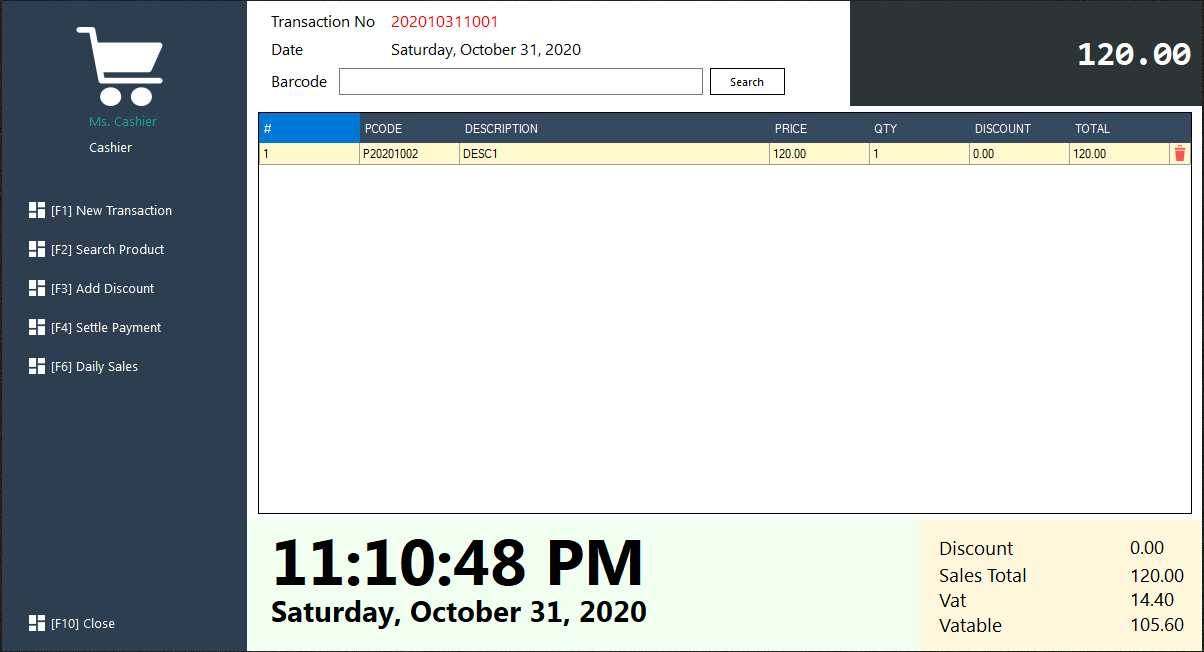 Ms. Cashier
Cashier
[F1] New Transaction
[F2] Search Product
[F3] Add Discount
[F4] Settle Payment
[F6] Daily Sales
[F10] Close
Transaction No 202010311001
Date Saturday, October 31, 2020
Barcode Search
120.00
# PCODE DESCRIPTION PRICE QTY DISCOUNT TOTAL
1 P20201002 DESC1 120.00 1 0.00 120.00
11:10:48 PM
Saturday, October 31, 2020
Discount 0.00
Sales Total 120.00
Vat 14.40
Vatable 105.60